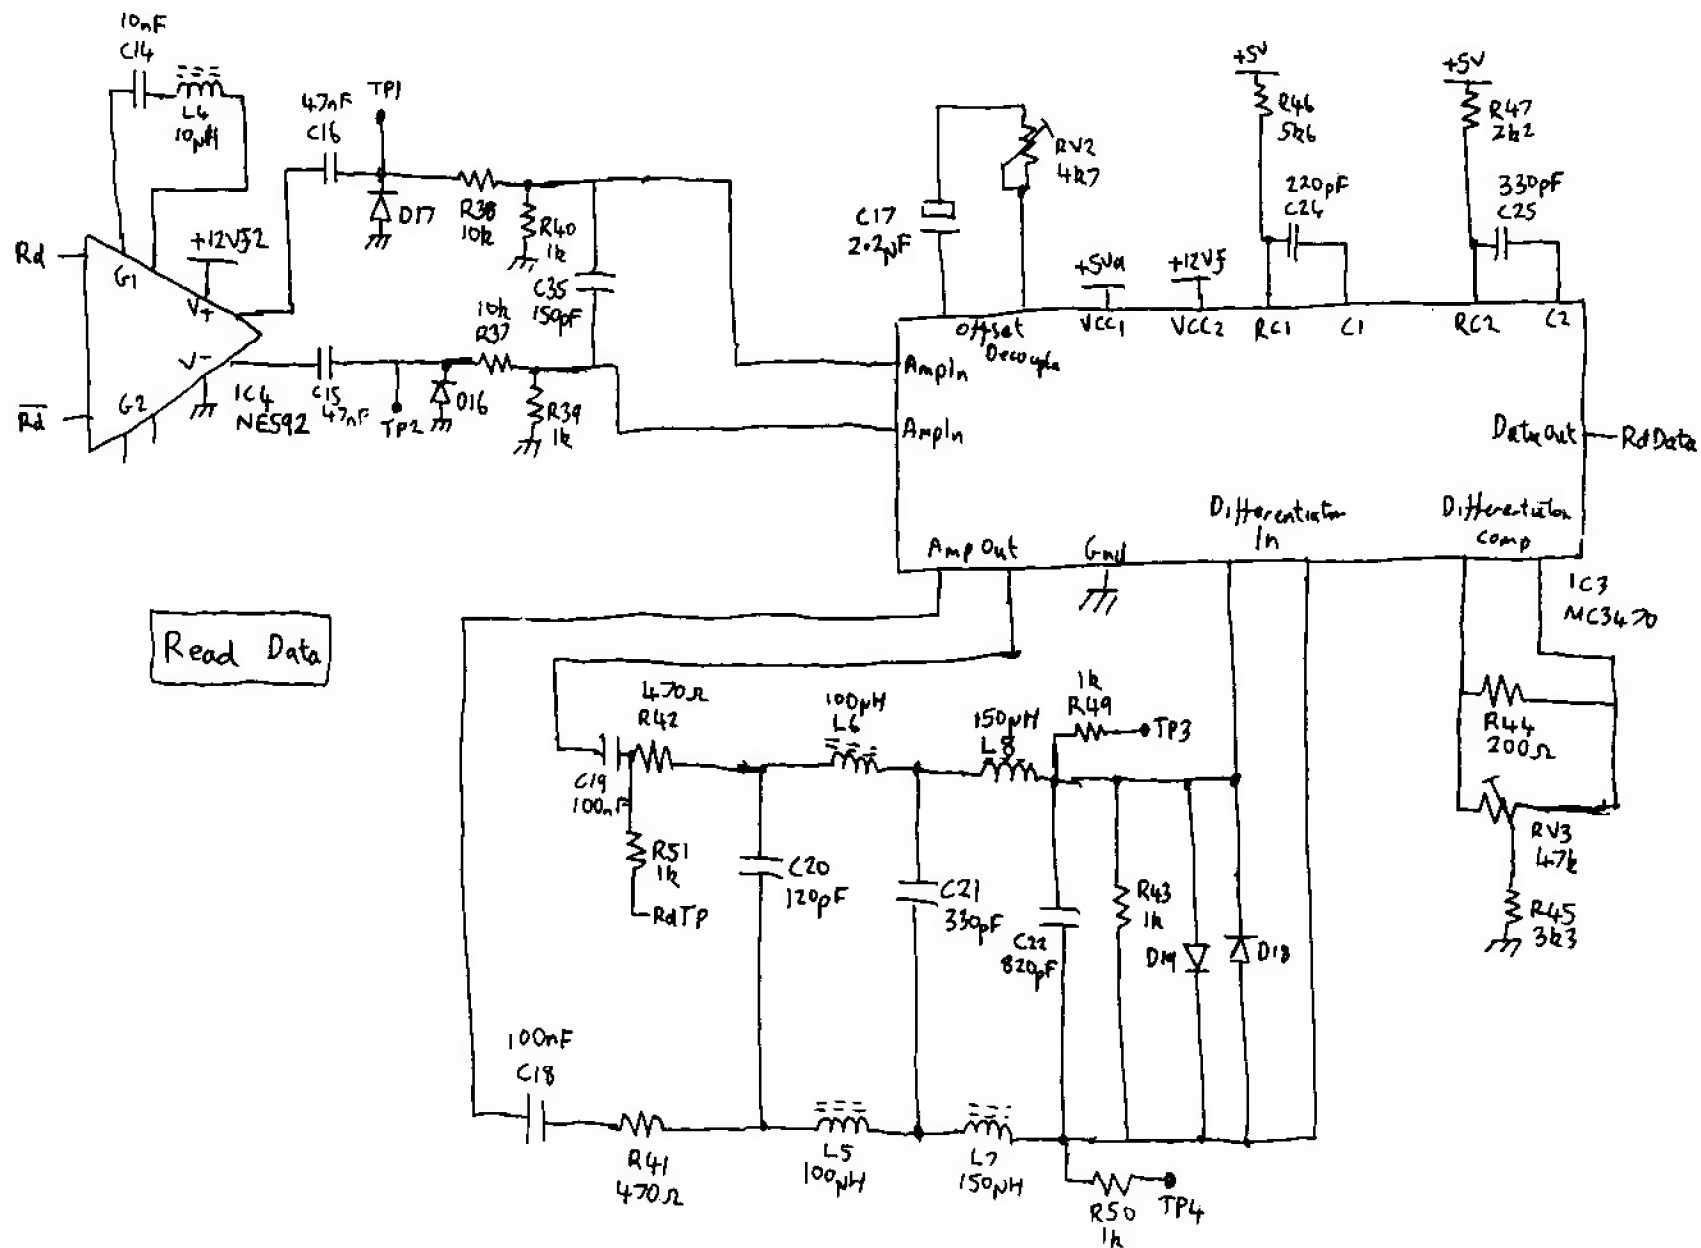 10nF
C14
L4
10µH
47nF
C16
TP1
D17
R38
10k
R40
1k
C35
150pF
Rd
+12Vf2
G1
V+
V-
G2
Rd
IC4
NE592
C15
47nF
TP2
D16
10k
R37
R39
1k
C17
2.2µF
RV2
4k7
+5Va
+12Vf
+5V
R46
5k6
220pF
C24
+5V
R47
2k2
330pF
C25
Offset
Decouple
VCC1
VCC2
RC1
C1
RC2
C2
AmpIn
AmpIn
Data Out
RdData
Amp Out
Gnd
Differentiator
In
Differentiator
comp
IC3
MC3470
Read Data
470Ω
R42
C19
100nF
R51
1k
RdTP
100µH
L6
150µH
L8
1k
R49
TP3
C20
120pF
C21
330pF
C22
820pF
R43
1k
D19
D18
R44
200Ω
RV3
47k
R45
3k3
100nF
C18
R41
470Ω
L5
100µH
L7
150µH
R50
1k
TP4